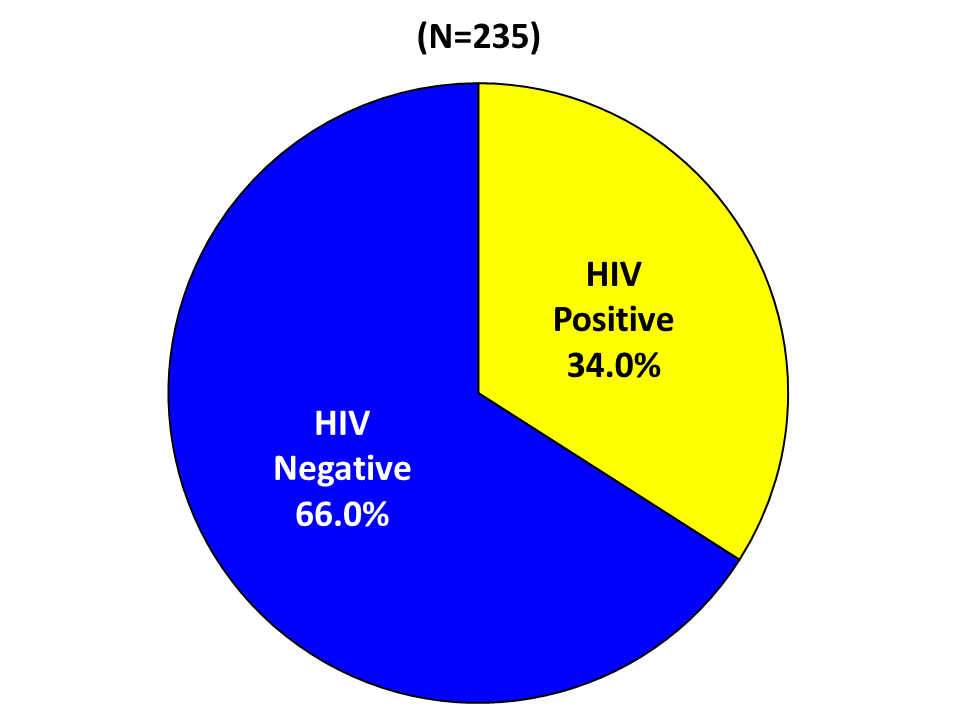 (N=235)
HIV
Positive
34.0%
HIV
Negative
66.0%